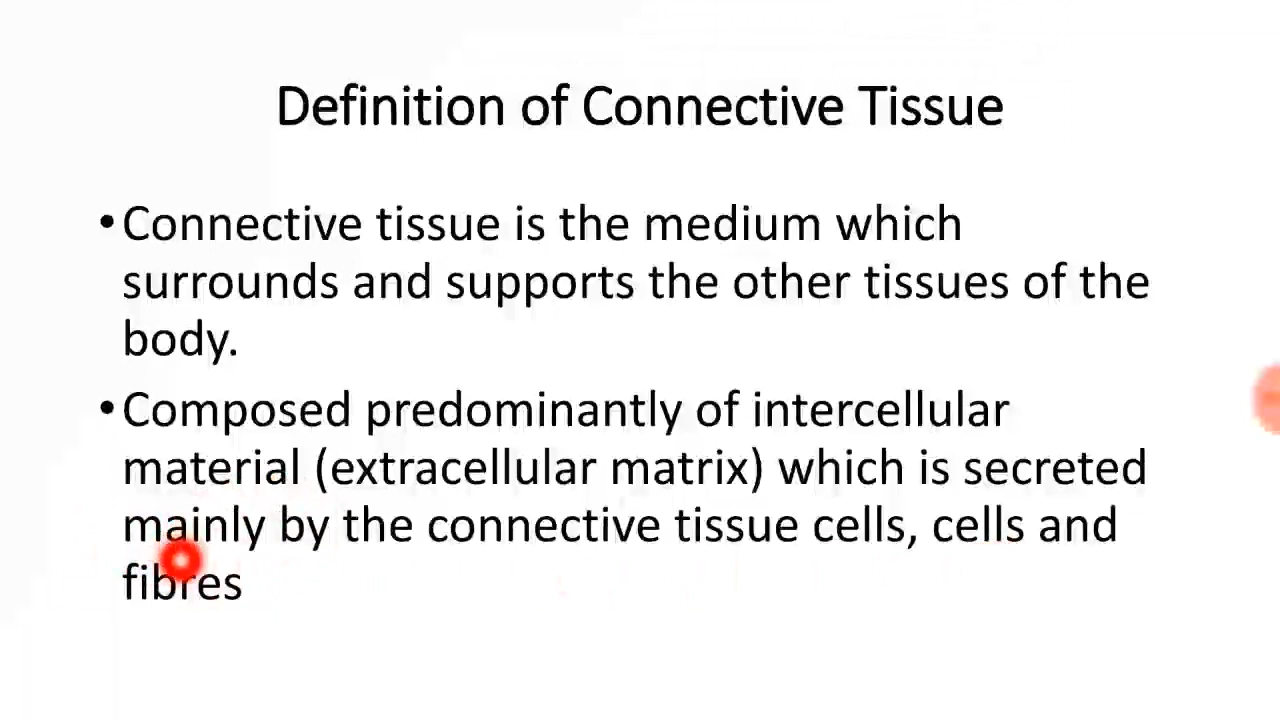 Definition of Connective Tissue
•Connective tissue is the medium which
surrounds and supports the other tissues of the
body.
•Composed predominantly of intercellular
material (extracellular matrix) which is secreted
mainly by the connective tissue cells, cells and
fibres